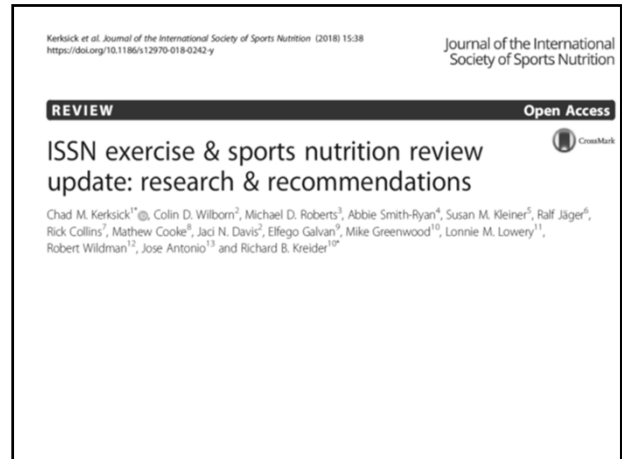 Kerksick et al. Journal of the International Society of Sports Nutrition (2018) 15:38
https://doi.org/10.1186/s12970-018-0242-y
Journal of the International
Society of Sports Nutrition
REVIEW
Open Access
CrossMark
ISSN exercise & sports nutrition review
update: research & recommendations
Chad M. Kerksick1*, Colin D. Wilborn2, Michael D. Roberts3, Abbie Smith-Ryan4, Susan M. Kleiner5, Ralf Jäger6,
Rick Collins7, Mathew Cooke8, Jaci N. Davis2, Elfego Galvan9, Mike Greenwood10, Lonnie M. Lowery11,
Robert Wildman12, Jose Antonio13 and Richard B. Kreider10*